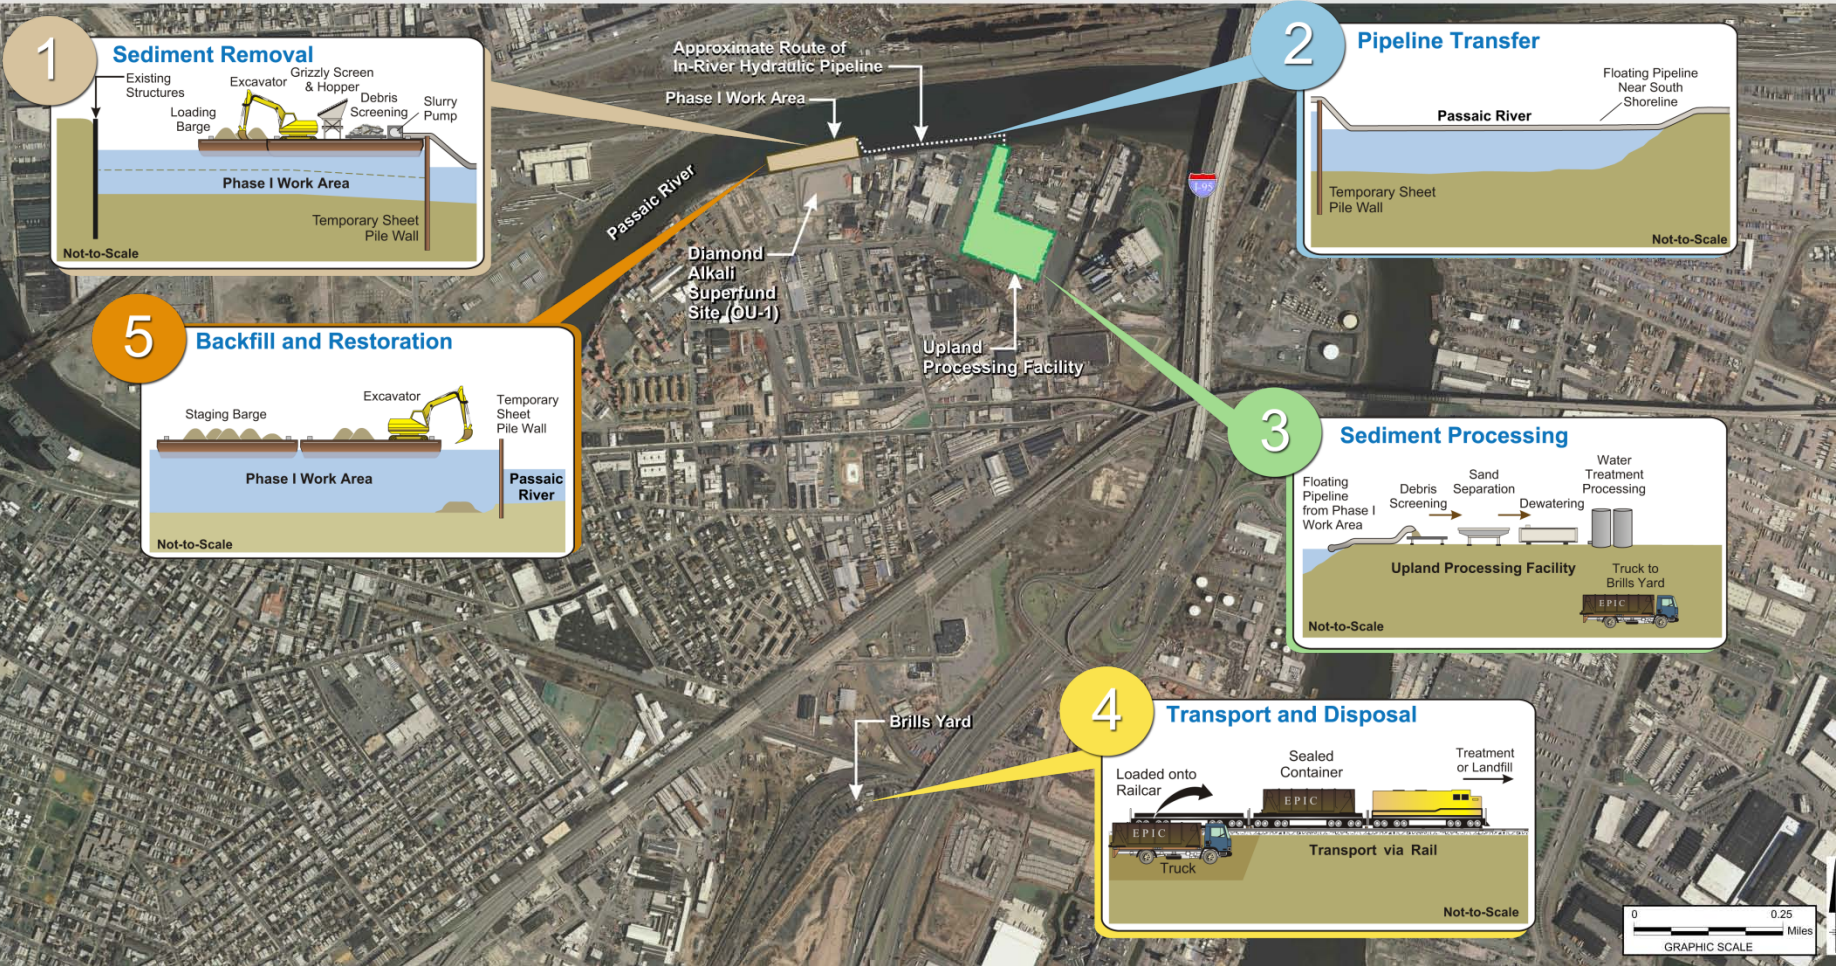 1
Sediment Removal
Existing
Structures
Excavator
Grizzly Screen
& Hopper
Loading
Barge
Debris
Screening
Slurry
Pump
Phase I Work Area
Temporary Sheet
Pile Wall
Not-to-Scale
Approximate Route of
In-River Hydraulic Pipeline
Phase I Work Area
Passaic River
Diamond
Alkali
Superfund
Site (OU-1)
Upland
Processing Facility
I-95
2
Pipeline Transfer
Floating Pipeline
Near South
Shoreline
Passaic River
Temporary Sheet
Pile Wall
Not-to-Scale
5
Backfill and Restoration
Staging Barge
Excavator
Temporary
Sheet
Pile Wall
Phase I Work Area
Passaic
River
Not-to-Scale
3
Sediment Processing
Floating
Pipeline
from Phase I
Work Area
Debris
Screening
Sand
Separation
Dewatering
Water
Treatment
Processing
Upland Processing Facility
Truck to
Brills Yard
EPIC
Not-to-Scale
Brills Yard
4
Transport and Disposal
Loaded onto
Railcar
Sealed
Container
Treatment
or Landfill
EPIC
EPIC
Truck
Transport via Rail
Not-to-Scale
0
0.25
Miles
GRAPHIC SCALE